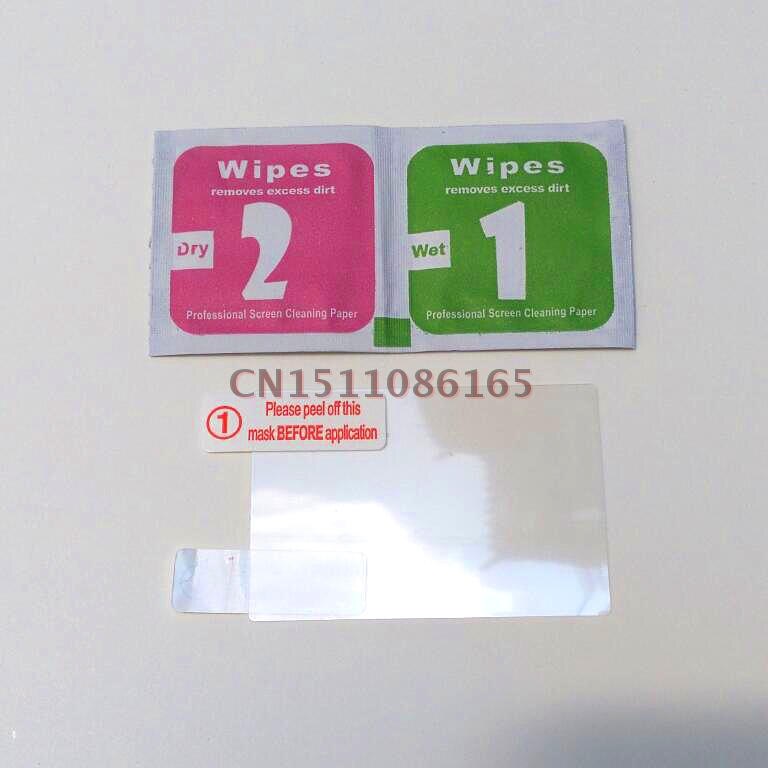 Wipes
removes excess dirt
Dry
2
Professional Screen Cleaning Paper
Wipes
removes excess dirt
Wet
1
Professional Screen Cleaning Paper
CN1511086165
1
Please peel off this
mask BEFORE application